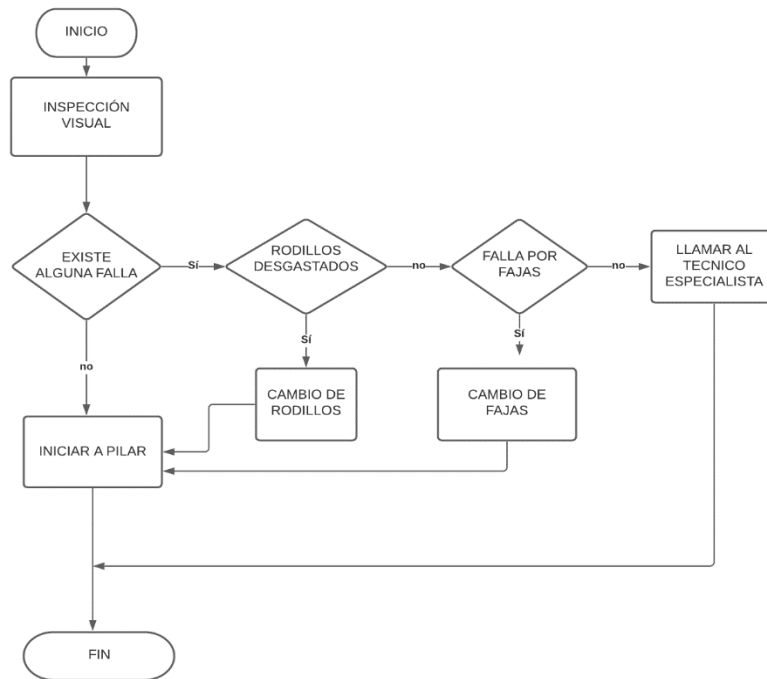 INICIO
INSPECCIÓN
VISUAL
EXISTE
ALGUNA FALLA
Sí
RODILLOS
DESGASTADOS
no
FALLA POR
FAJAS
no
LLAMAR AL
TECNICO
ESPECIALISTA
no
Sí
Sí
CAMBIO DE
RODILLOS
CAMBIO DE
FAJAS
INICIAR A PILAR
FIN